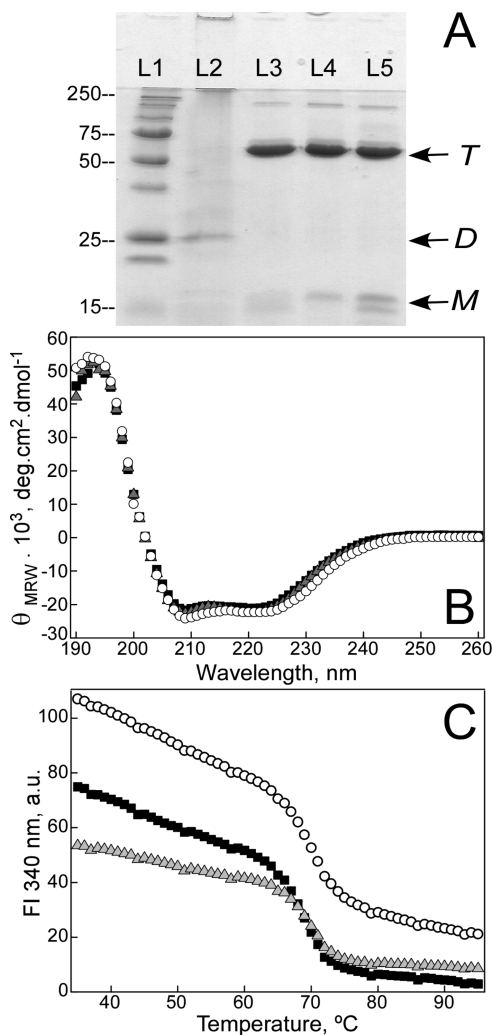 A
L1 L2 L3 L4 L5
250--
75--
50--
T
25--
D
15--
M
60
50
40
30
20
10
0
-10
-20
-30
θ MRW · 10³, deg.cm².dmol⁻¹
B
190 200 210 220 230 240 250 260
Wavelength, nm
C
100
80
60
40
20
0
FI 340 nm, a.u.
40 50 60 70 80 90
Temperature, ºC